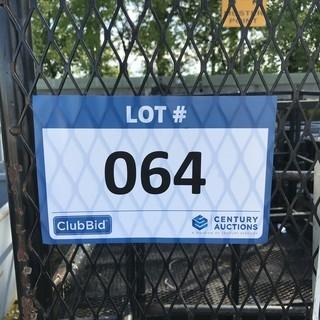 LOT #
064
ClubBid
CENTURY
AUCTIONS